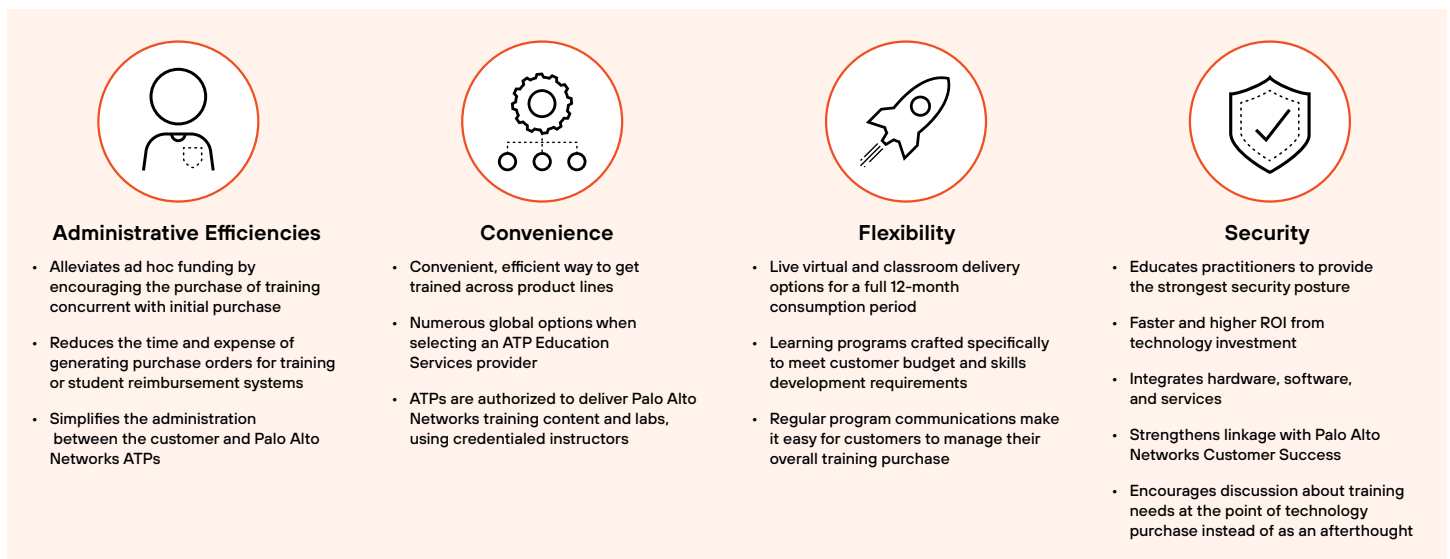 Administrative Efficiencies
• Alleviates ad hoc funding by
encouraging the purchase of training
concurrent with initial purchase
• Reduces the time and expense of
generating purchase orders for training
or student reimbursement systems
• Simplifies the administration
between the customer and Palo Alto
Networks ATPs
Convenience
• Convenient, efficient way to get
trained across product lines
• Numerous global options when
selecting an ATP Education
Services provider
• ATPs are authorized to deliver Palo Alto
Networks training content and labs,
using credentialed instructors
Flexibility
• Live virtual and classroom delivery
options for a full 12-month
consumption period
• Learning programs crafted specifically
to meet customer budget and skills
development requirements
• Regular program communications make
it easy for customers to manage their
overall training purchase
Security
• Educates practitioners to provide
the strongest security posture
• Faster and higher ROI from
technology investment
• Integrates hardware, software,
and services
• Strengthens linkage with Palo Alto
Networks Customer Success
• Encourages discussion about training
needs at the point of technology
purchase instead of as an afterthought